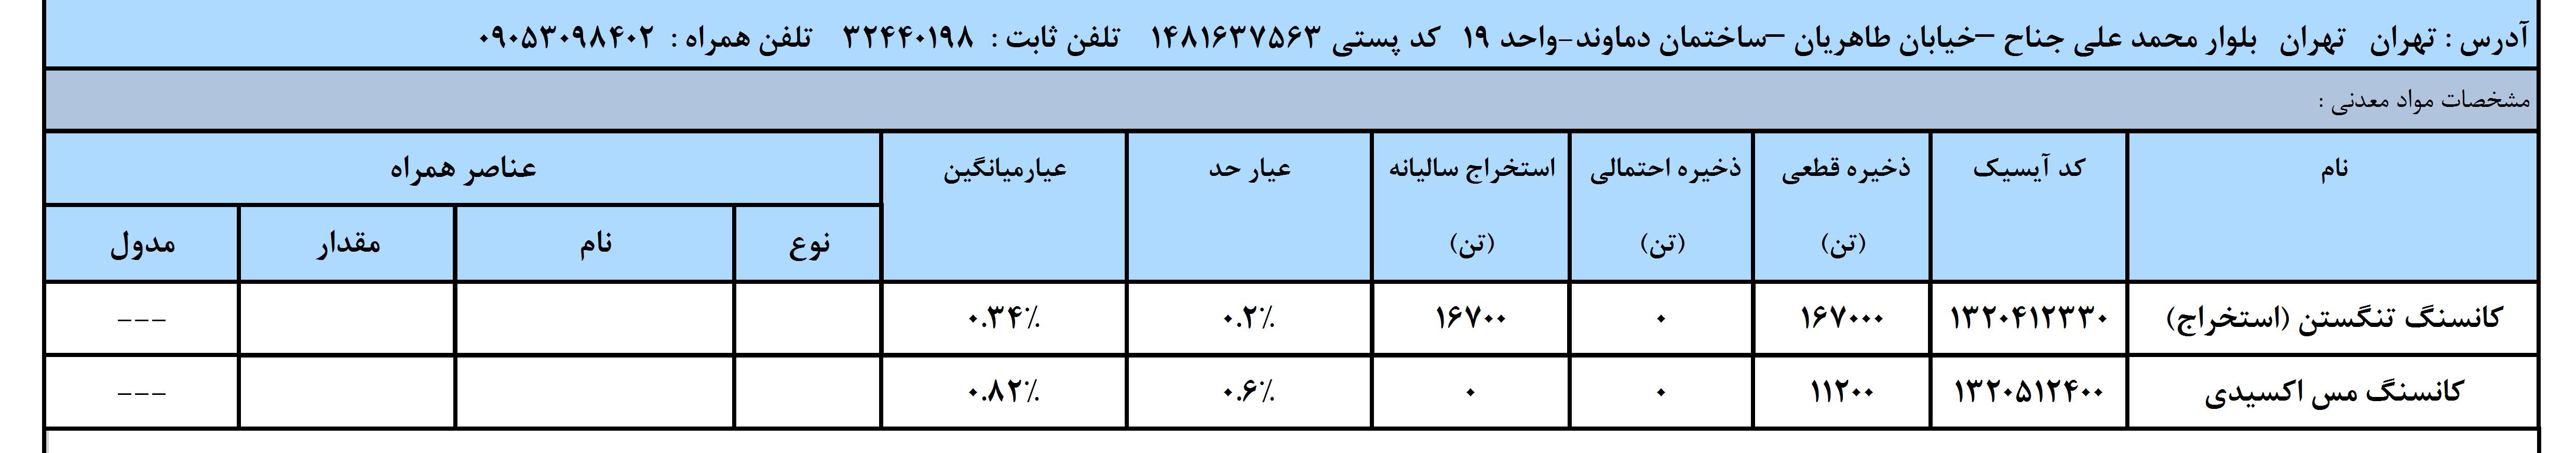 آدرس : تهران تهران بلوار محمد علی جناح –خیابان طاهریان –ساختمان دماوند-واحد ۱۹ کد پستی ۱۴۸۱۶۳۷۵۶۳ تلفن ثابت : ۳۲۴۴۰۱۹۸ تلفن همراه : ۰۹۰۵۳۰۹۸۴۰۲
مشخصات مواد معدنی :
نام کد آیسیک ذخیره قطعی ذخیره احتمالی استخراج سالیانه عیار حد عیارمیانگین عناصر همراه
(تن) (تن) (تن) نوع نام مقدار مدول
کانسنگ تنگستن (استخراج) ۱۳۲۰۴۱۲۳۳۰ ۱۶۷۰۰۰ ۰ ۱۶۷۰۰ ۰.۲% ۰.۳۴% ---
کانسنگ مس اکسیدی ۱۳۲۰۵۱۲۴۰۰ ۱۱۲۰۰ ۰ ۰ ۰.۶% ۰.۸۲% ---